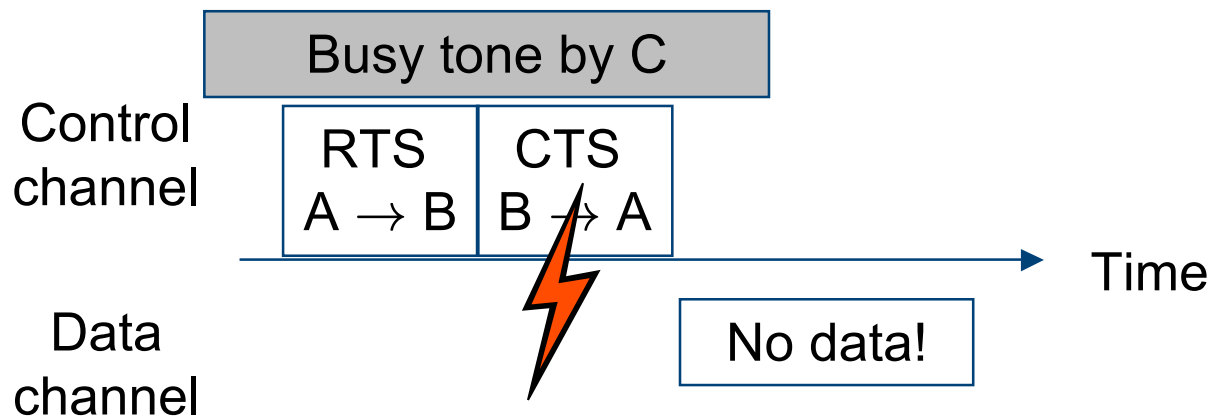 Busy tone by C
Control
channel
RTS
A → B
CTS
B → A
Time
Data
channel
No data!